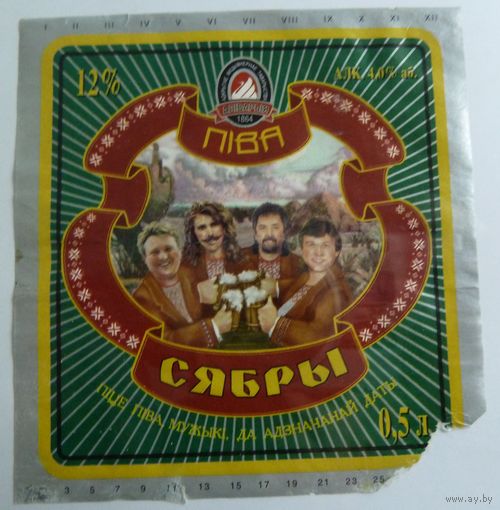 I II III IV V VI VII VIII IX X XI XII
12%
АЛК 4,0% аб.
1864
ПІВА
СЯБРЫ
ПІЦЕ ПІВА, МУЖЫКІ, ДА АДЗНАЧАНАЙ ДАТЫ
0,5 л.
3 5 7 9 11 13 15 17 19 21 23 25
www.ay.by